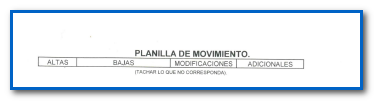 PLANILLA DE MOVIMIENTO.
ALTAS BAJAS MODIFICACIONES ADICIONALES
(TACHAR LO QUE NO CORRESPONDA)